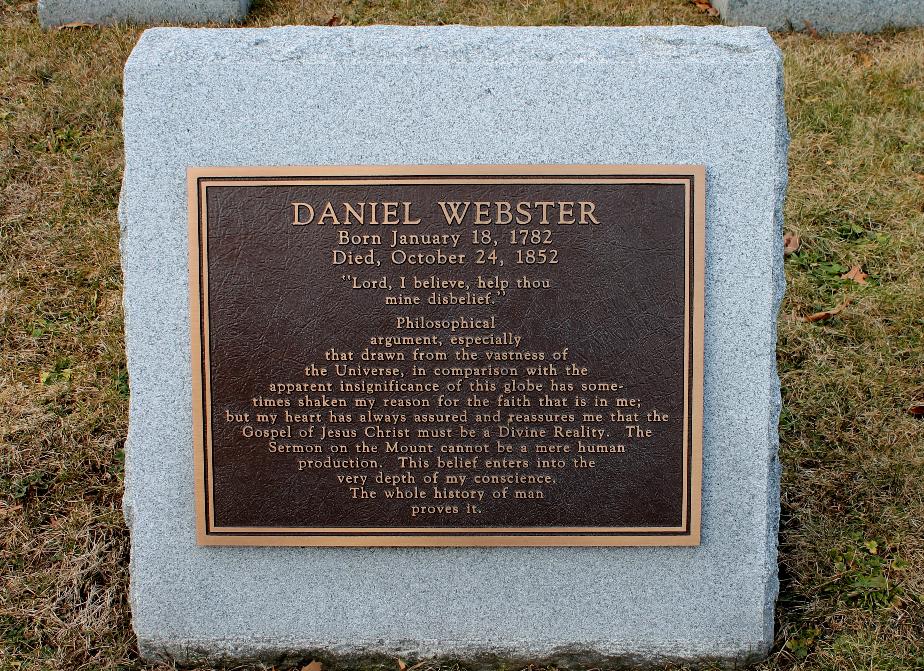 DANIEL WEBSTER
Born January 18, 1782
Died, October 24, 1852
"Lord, I believe, help thou
mine disbelief."
Philosophical
argument, especially
that drawn from the vastness of
the Universe, in comparison with the
apparent insignificance of this globe has some-
times shaken my reason for the faith that is in me;
but my heart has always assured and reassures me that the
Gospel of Jesus Christ must be a Divine Reality. The
Sermon on the Mount cannot be a mere human
production. This belief enters into the
very depth of my conscience.
The whole history of man
proves it.